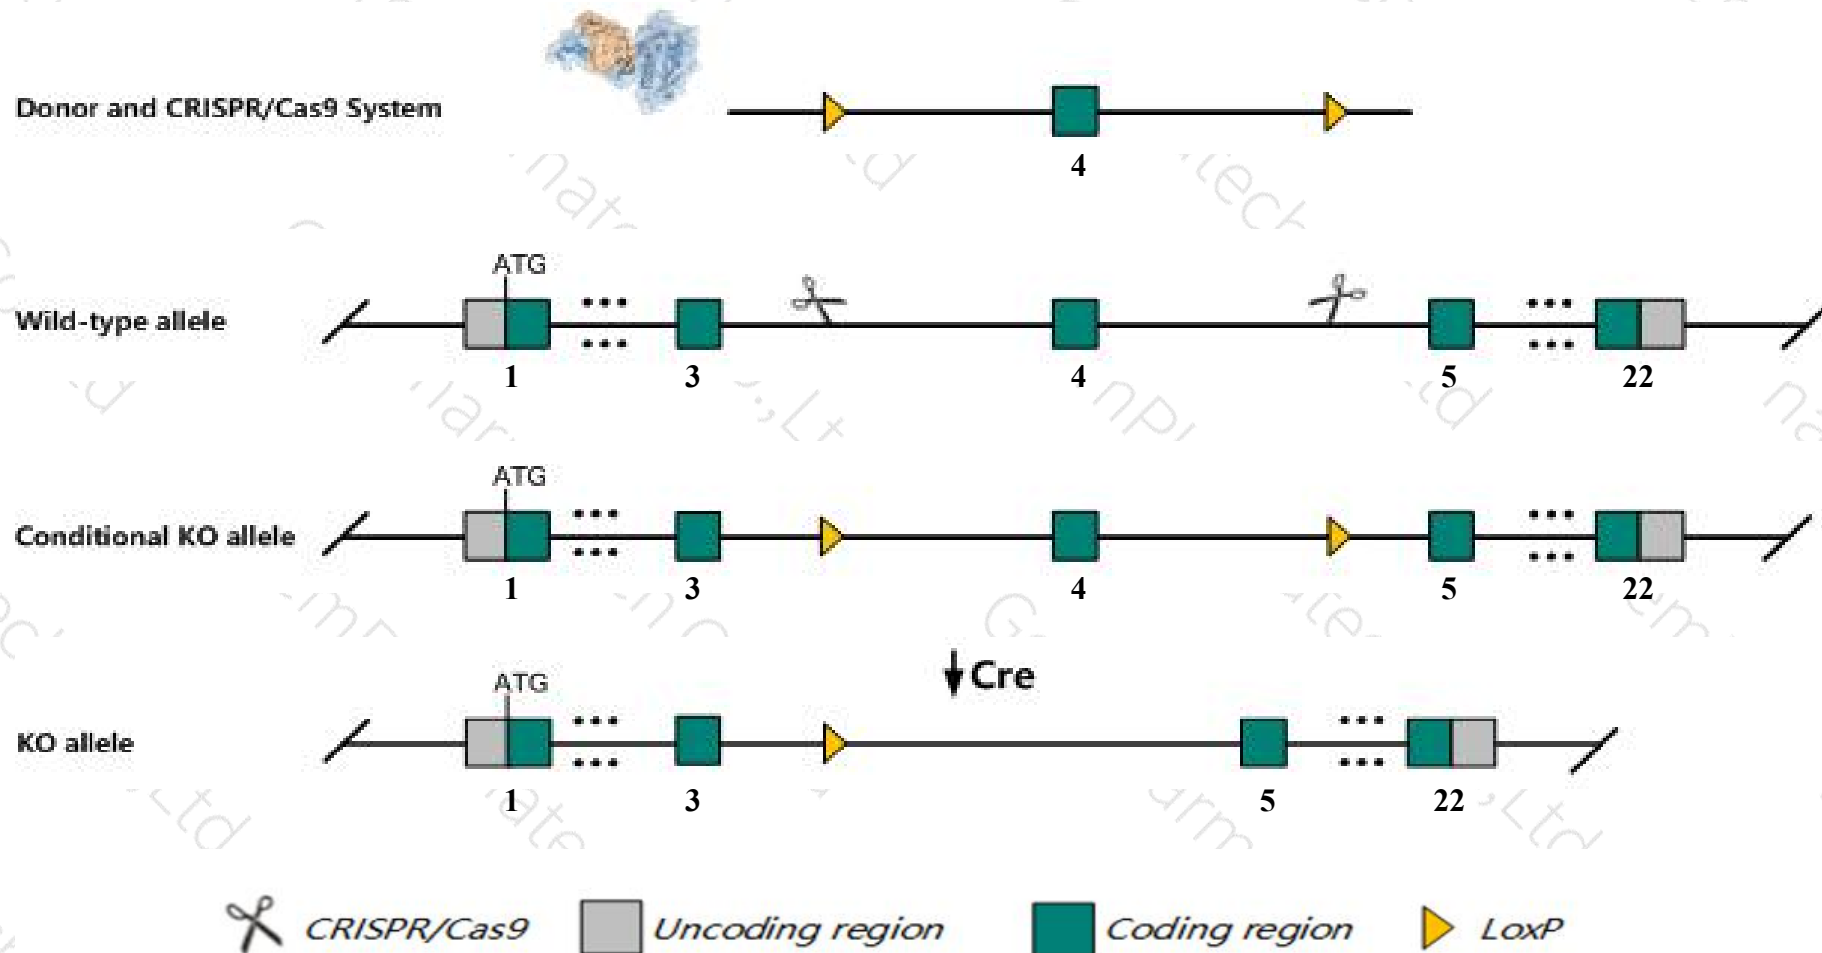 Donor and CRISPR/Cas9 System
4
ATG
Wild-type allele
1 3 4 5 22
ATG
Conditional KO allele
1 3 4 5 22
Cre
ATG
KO allele
1 3 5 22
CRISPR/Cas9 Uncoding region Coding region LoxP